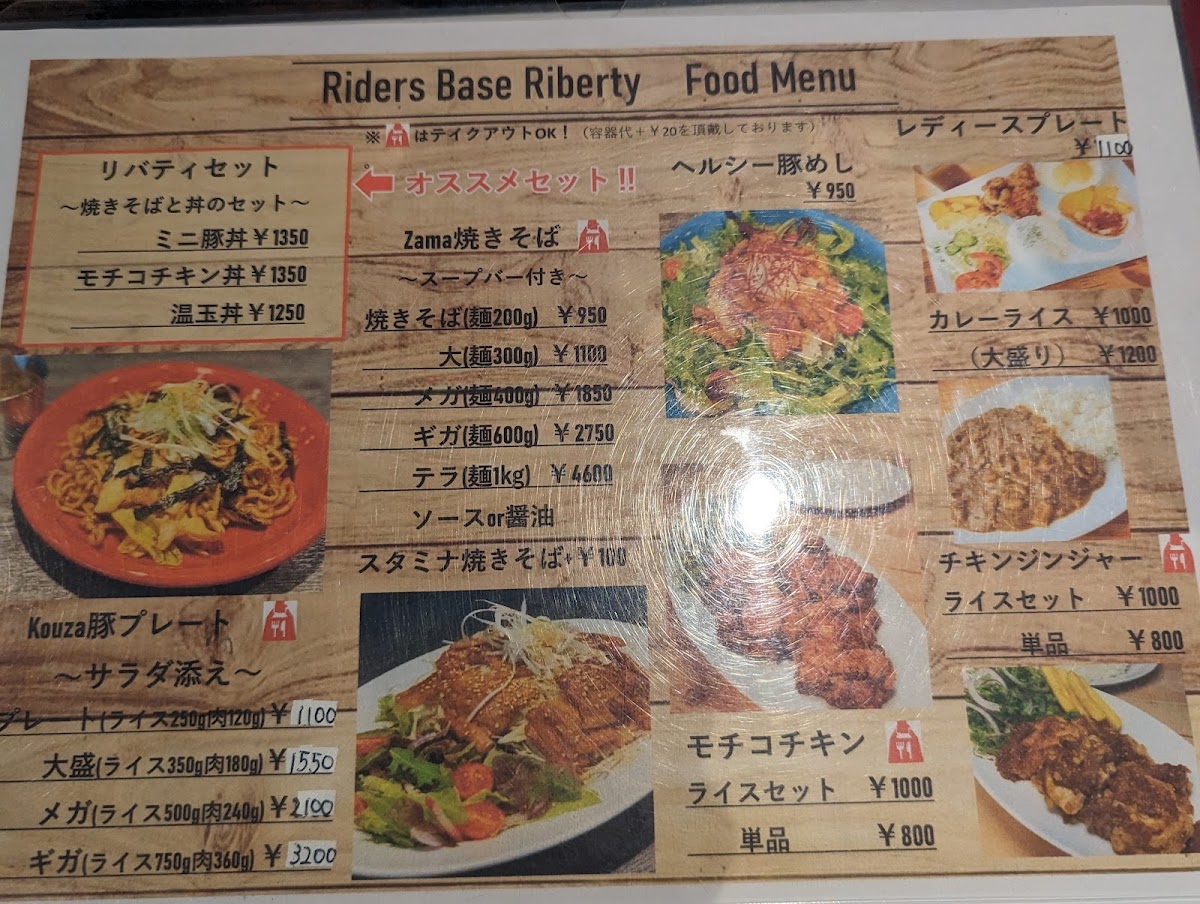 Riders Base Riberty Food Menu
※ はテイクアウトOK！（容器代＋￥20を頂戴しております）
リバティセット
～焼きそばと丼のセット～
ミニ豚丼￥1350
モチコチキン丼￥1350
温玉丼￥1250
オススメセット!!
Zama焼きそば
～スープバー付き～
焼きそば(麺200g) ￥950
大(麺300g) ￥1100
メガ(麺400g) ￥1850
ギガ(麺600g) ￥2750
テラ(麺1kg) ￥4600
ソースor醤油
スタミナ焼きそば+￥100
Kouza豚プレート
～サラダ添え～
プレート(ライス250g肉120g)￥1100
大盛(ライス350g肉180g)￥1550
メガ(ライス500g肉240g)￥2100
ギガ(ライス750g肉360g)￥3200
ヘルシー豚めし
￥950
モチコチキン
ライスセット ￥1000
単品 ￥800
レディースプレート
￥1100
カレーライス ￥1000
（大盛り） ￥1200
チキンジンジャー
ライスセット ￥1000
単品 ￥800